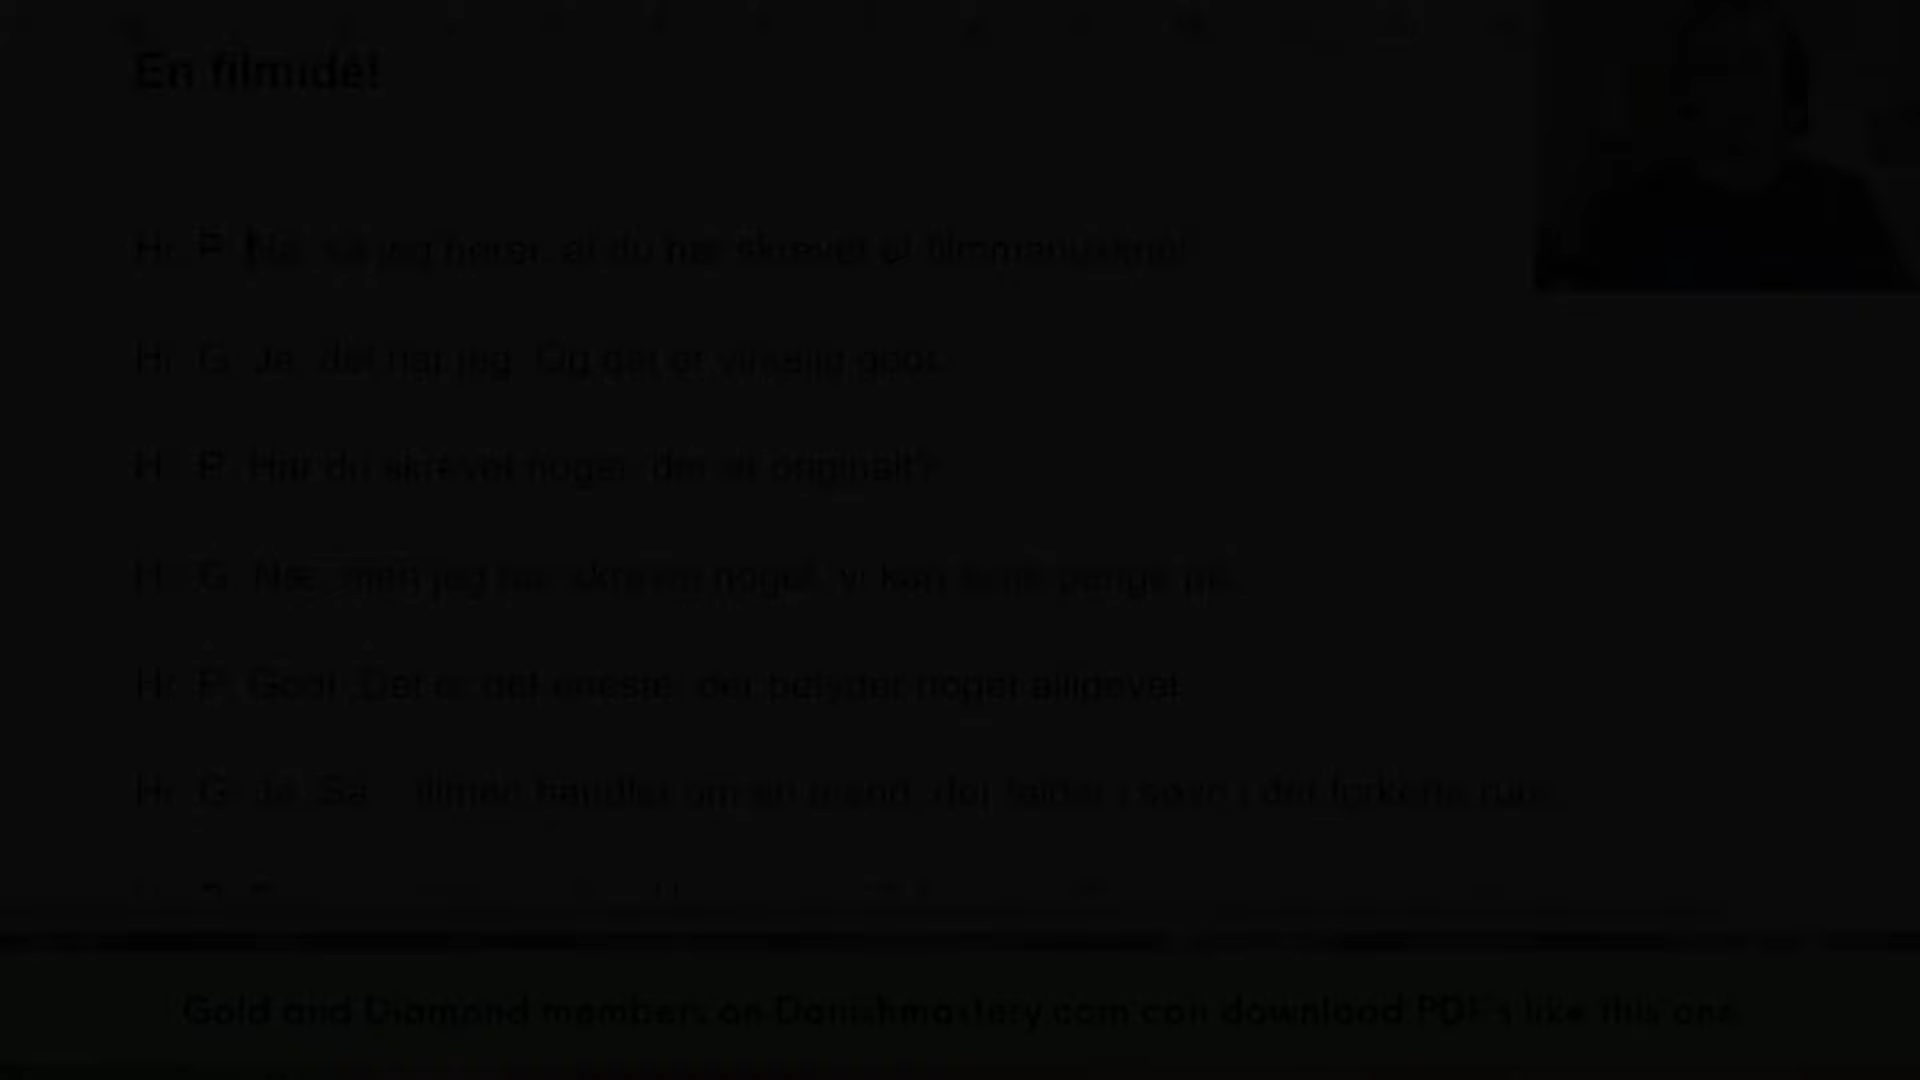 En filmidé!
Hr. P: Nå, så jeg hører, at du har skrevet et filmmanuskript!
Hr. G: Ja, det har jeg. Og det er virkelig godt.
Hr. P: Har du skrevet noget, der er originalt?
Hr. G: Næ, men jeg har skrevet noget, vi kan tjene penge på.
Hr. P: Godt. Det er det eneste, der betyder noget alligevel.
Hr. G: Ja. Så... filmen handler om en mand, der falder i søvn i det forkerte rum.
Gold and Diamond members on Danishmastery.com can download PDF's like this one